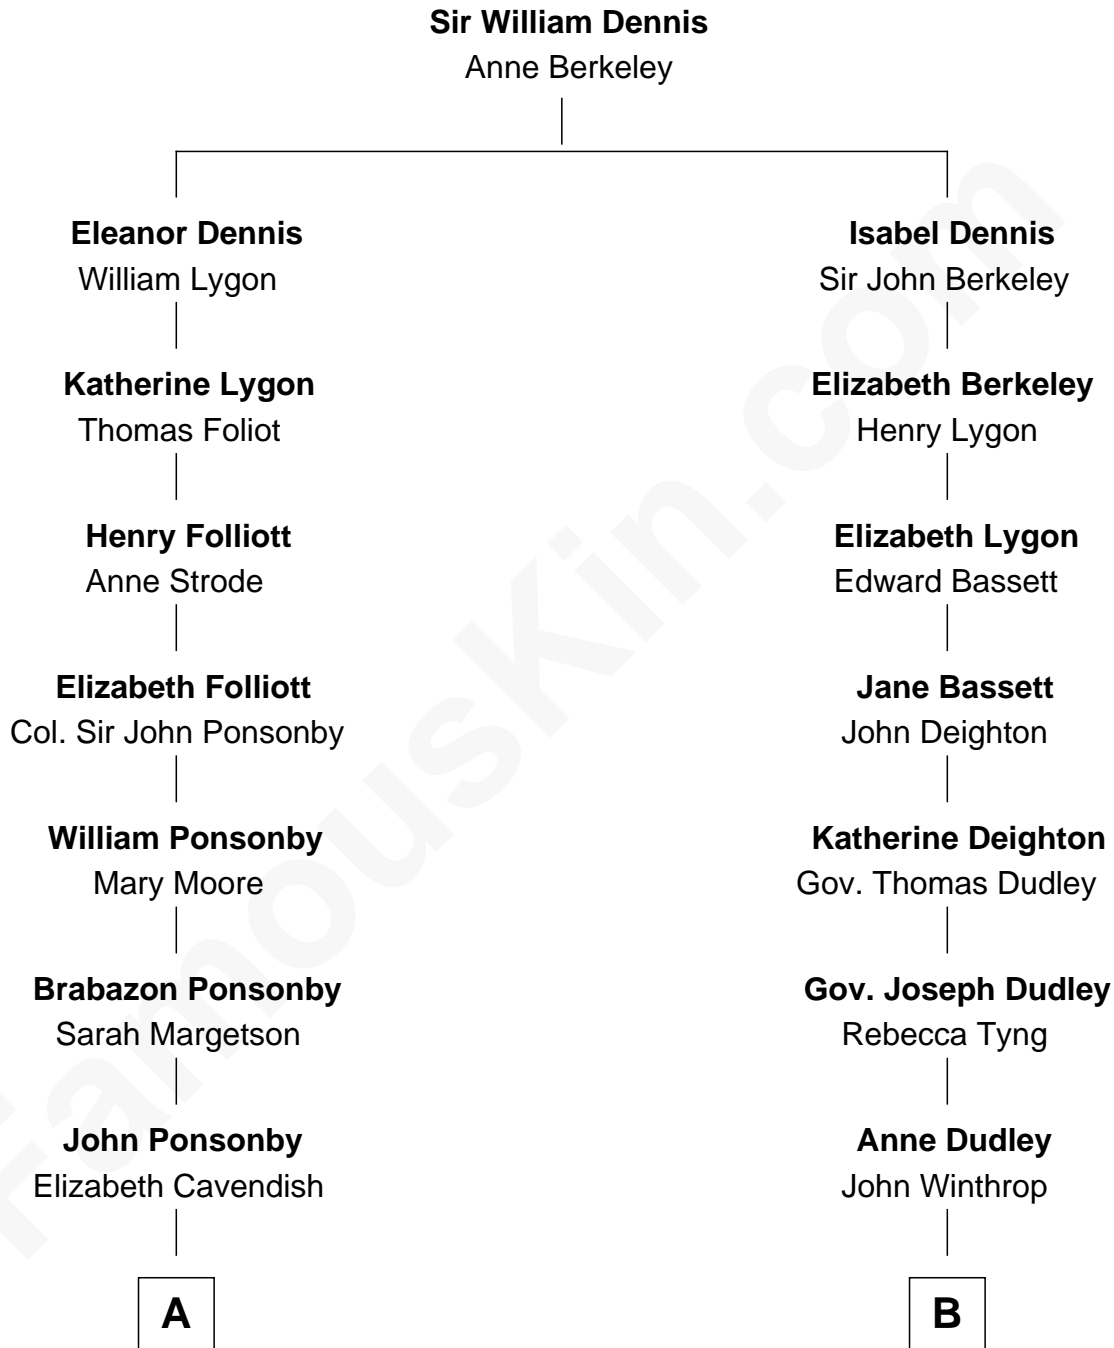 Sir William Dennis
Anne Berkeley
Eleanor Dennis
William Lygon
Isabel Dennis
Sir John Berkeley
Katherine Lygon
Thomas Foliot
Elizabeth Berkeley
Henry Lygon
Henry Folliott
Anne Strode
Elizabeth Lygon
Edward Bassett
Elizabeth Folliott
Col. Sir John Ponsonby
Jane Bassett
John Deighton
William Ponsonby
Mary Moore
Katherine Deighton
Gov. Thomas Dudley
Brabazon Ponsonby
Sarah Margetson
Gov. Joseph Dudley
Rebecca Tyng
John Ponsonby
Elizabeth Cavendish
Anne Dudley
John Winthrop
A
B
FamousKin.com